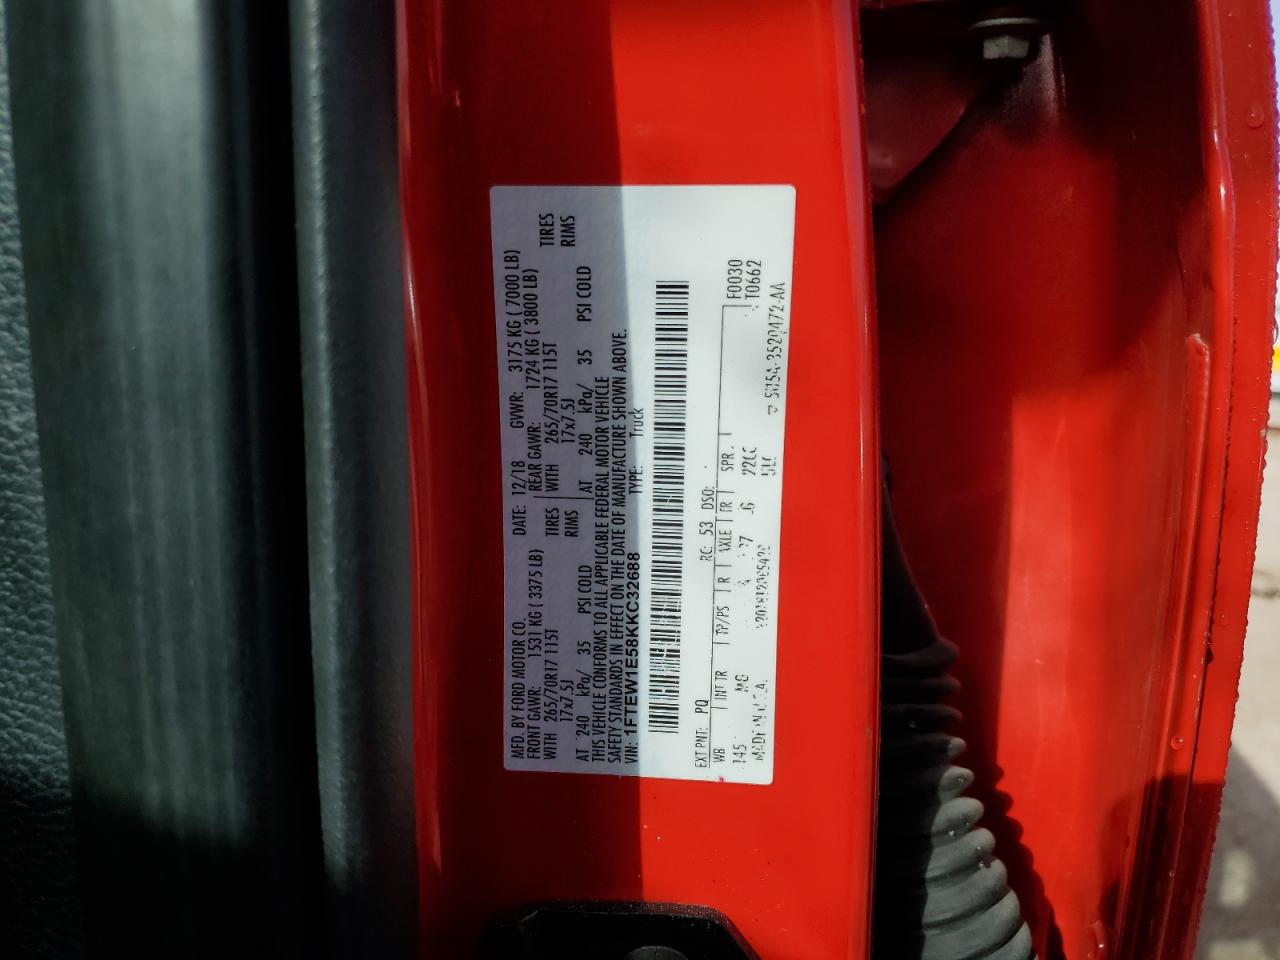 MFD. BY FORD MOTOR CO.
DATE: 12/18 GVWR: 3175 KG ( 7000 LB)
FRONT GAWR: 1531 KG ( 3375 LB) REAR GAWR: 1724 KG ( 3800 LB)
WITH 265/70R17 115T TIRES WITH 265/70R17 115T TIRES
17x7.5J RIMS 17x7.5J RIMS
AT 240 kPa/ 35 PSI COLD AT 240 kPa/ 35 PSI COLD
THIS VEHICLE CONFORMS TO ALL APPLICABLE FEDERAL MOTOR VEHICLE
SAFETY STANDARDS IN EFFECT ON THE DATE OF MANUFACTURE SHOWN ABOVE.
VIN: 1FTEW1E58KKC32688 TYPE: Truck
EXT PNT: PQ RC: 53 DSO: F0030
WB INT TR TP/PS R AXLE TR SPR T0662
145 MG